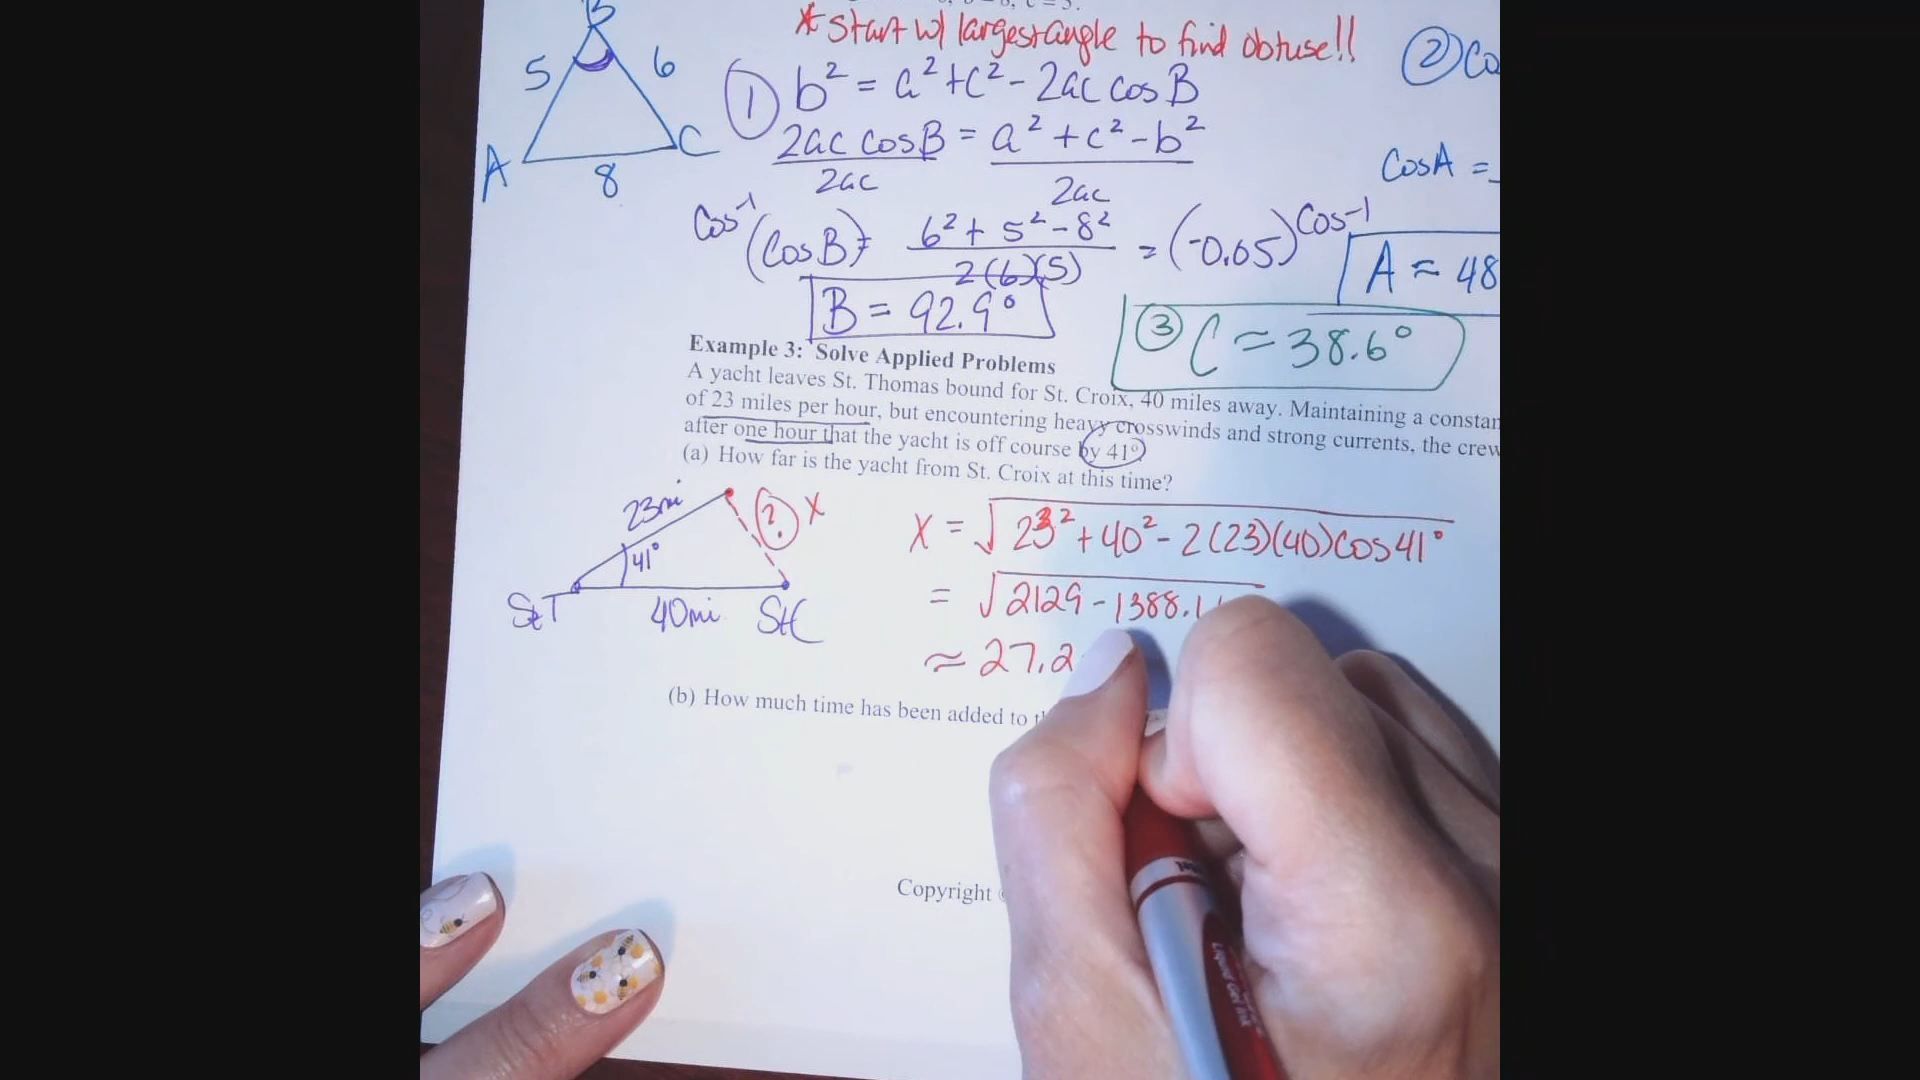 c = 5.
* Start w/ largest angle to find obtuse!!
B
5
6
A
C
8
① b² = a² + c² - 2ac cos B
② Co
2ac cos B = a² + c² - b²
2ac
2ac
Cos A =
Cos⁻¹ (Cos B) = 6² + 5² - 8² = (-0.05) Cos⁻¹
2(6)(5)
A ≈ 48
B = 92.9°
③ C ≈ 38.6°
Example 3: Solve Applied Problems
A yacht leaves St. Thomas bound for St. Croix, 40 miles away. Maintaining a constan
of 23 miles per hour, but encountering heavy crosswinds and strong currents, the crew
after one hour that the yacht is off course by 41°.
(a) How far is the yacht from St. Croix at this time?
23mi
? X
41°
St T
40mi
St C
X = √23² + 40² - 2(23)(40)cos 41°
= √2129 - 1388.1
≈ 27.2
(b) How much time has been added to t
Copyright ©